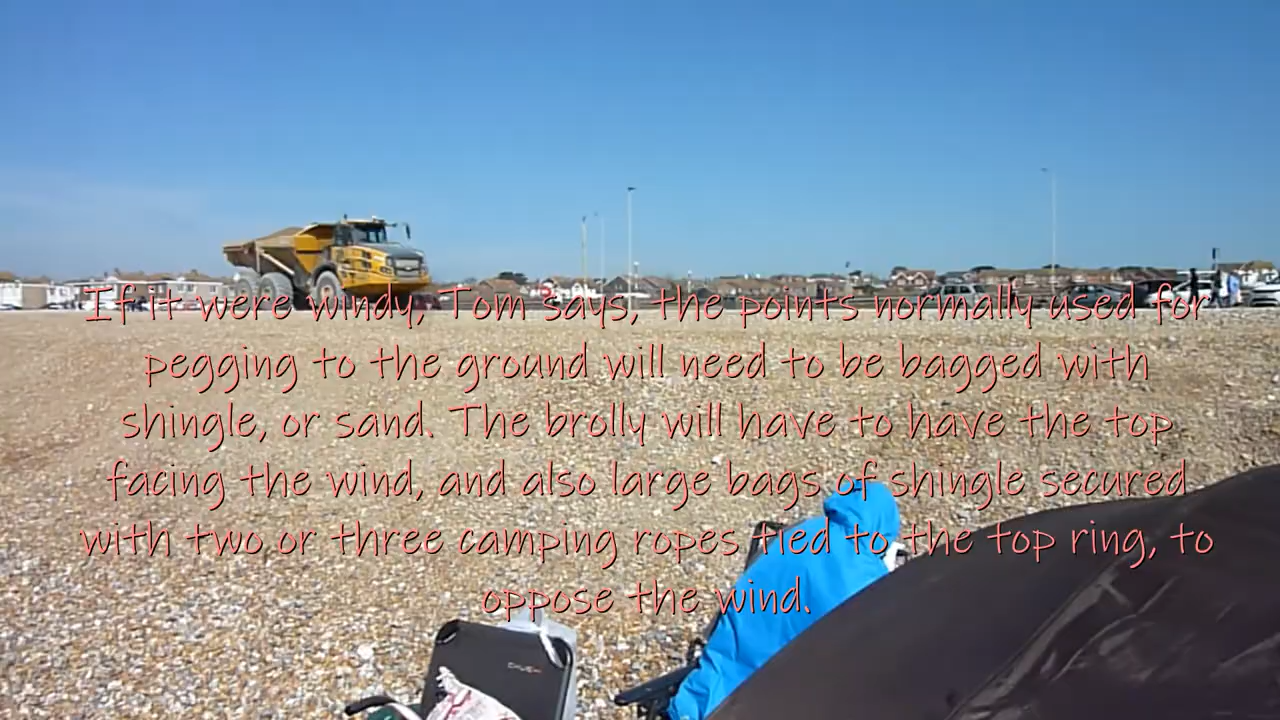 If it were windy, Tom says, the points normally used for
pegging to the ground will need to be bagged with
shingle, or sand. The brolly will have to have the top
facing the wind, and also large bags of shingle secured
with two or three camping ropes tied to the top ring, to
oppose the wind.